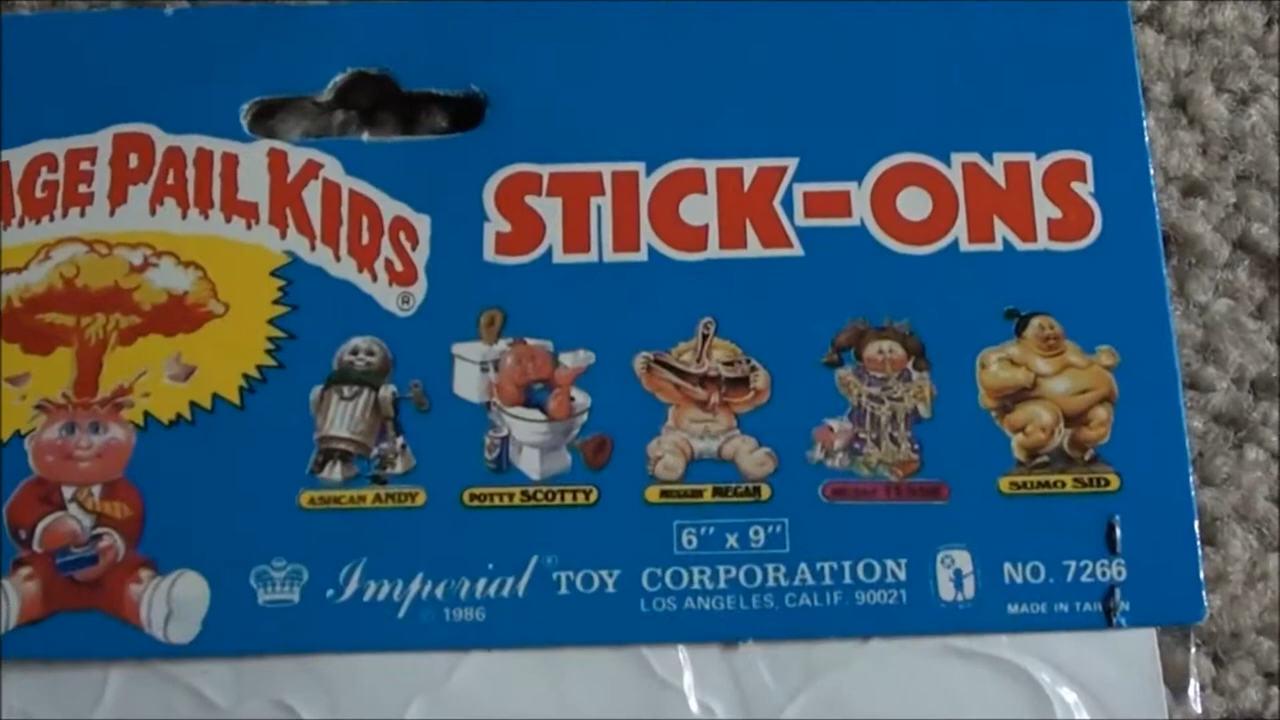 AGE PAIL KIDS®
STICK-ONS
ASHCAN ANDY
POTTY SCOTTY
MEGAN
SUMO SID
6" x 9"
Imperial® TOY CORPORATION
© 1986
LOS ANGELES, CALIF. 90021
NO. 7266
MADE IN